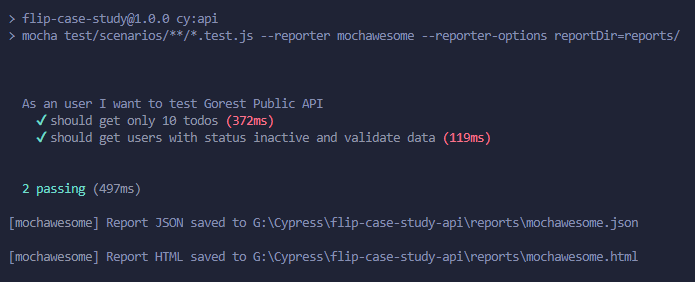 > flip-case-study@1.0.0 cy:api
> mocha test/scenarios/**/*.test.js --reporter mochawesome --reporter-options reportDir=reports/
As an user I want to test Gorest Public API
✓ should get only 10 todos (372ms)
✓ should get users with status inactive and validate data (119ms)
2 passing (497ms)
[mochawesome] Report JSON saved to G:\Cypress\flip-case-study-api\reports\mochawesome.json
[mochawesome] Report HTML saved to G:\Cypress\flip-case-study-api\reports\mochawesome.html